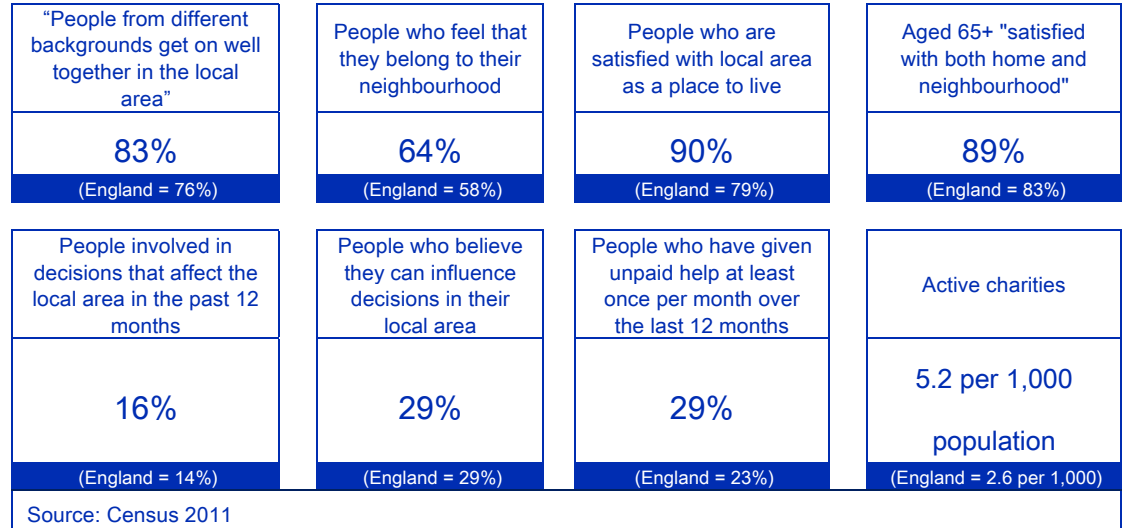 “People from different
backgrounds get on well
together in the local
area”
83%
(England = 76%)
People who feel that
they belong to their
neighbourhood
64%
(England = 58%)
People who are
satisfied with local area
as a place to live
90%
(England = 79%)
Aged 65+ "satisfied
with both home and
neighbourhood"
89%
(England = 83%)
People involved in
decisions that affect the
local area in the past 12
months
16%
(England = 14%)
People who believe
they can influence
decisions in their
local area
29%
(England = 29%)
People who have given
unpaid help at least
once per month over
the last 12 months
29%
(England = 23%)
Active charities
5.2 per 1,000
population
(England = 2.6 per 1,000)
Source: Census 2011